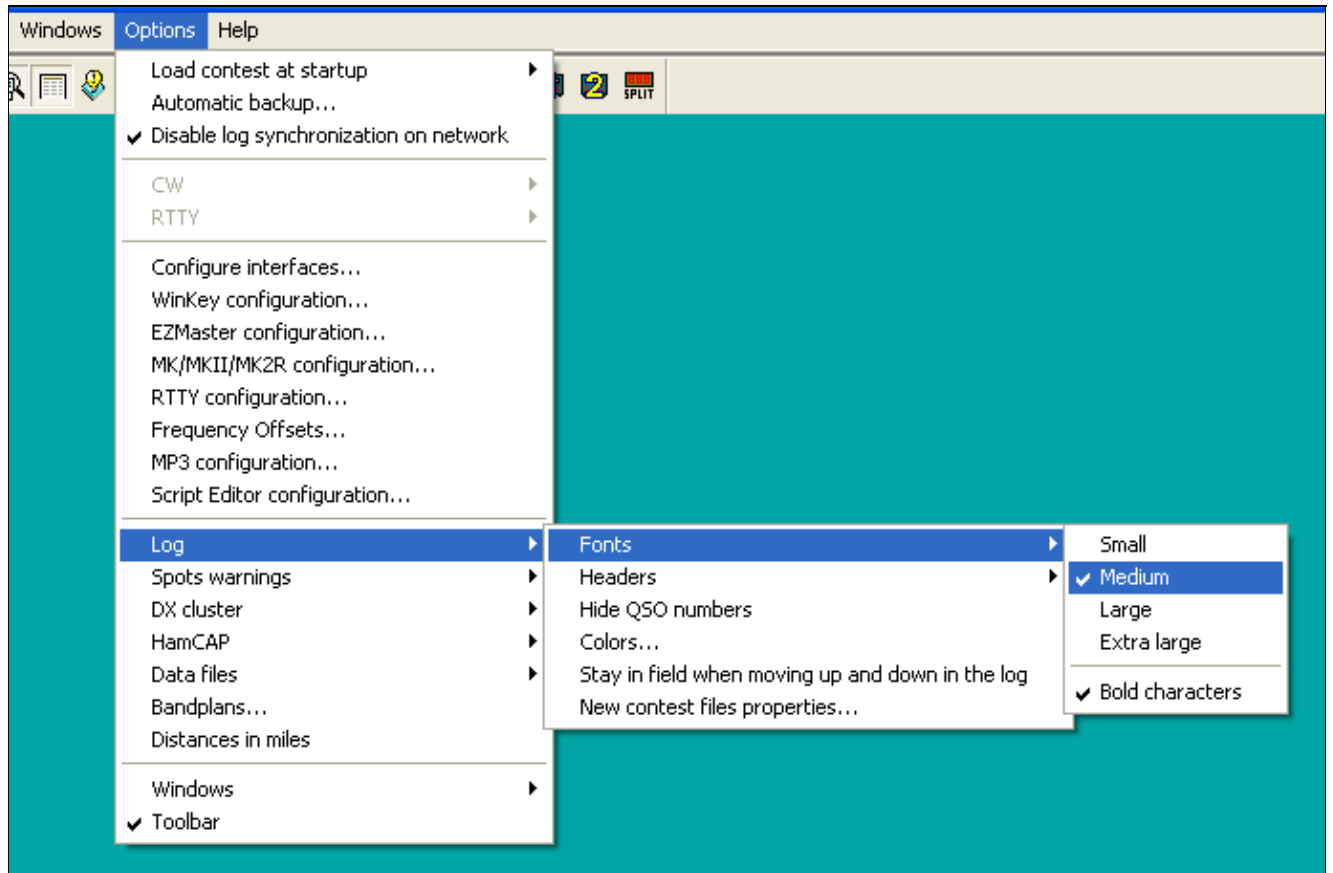 Windows Options Help
2 SPLIT
Load contest at startup
Automatic backup...
Disable log synchronization on network
CW
RTTY
Configure interfaces...
WinKey configuration...
EZMaster configuration...
MK/MKII/MK2R configuration...
RTTY configuration...
Frequency Offsets...
MP3 configuration...
Script Editor configuration...
Log
Spots warnings
DX cluster
HamCAP
Data files
Bandplans...
Distances in miles
Windows
Toolbar
Fonts
Headers
Hide QSO numbers
Colors...
Stay in field when moving up and down in the log
New contest files properties...
Small
Medium
Large
Extra large
Bold characters